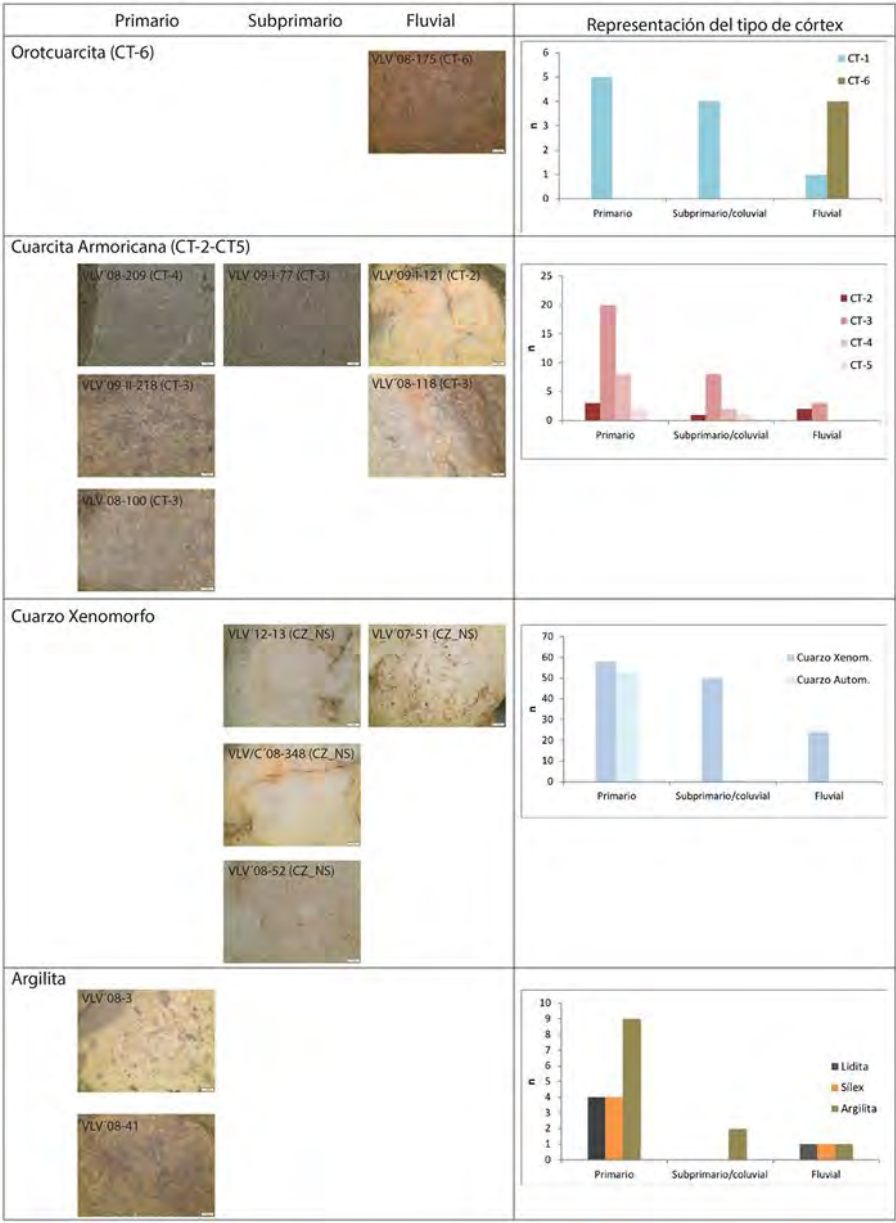 Primario Subprimario Fluvial Representación del tipo de córtex
Orotcuarcita (CT-6)
VLV´08-175 (CT-6)
6
5
4
3
2
1
0
n
CT-1
CT-6
Primario Subprimario/coluvial Fluvial
Cuarcita Armoricana (CT-2-CT5)
VLV´08-209 (CT-4) VLV´09-I-77 (CT-3) VLV´09-I-121 (CT-2)
VLV´09-II-218 (CT-3) VLV´08-118 (CT-3)
VLV´08-100 (CT-3)
25
20
15
10
5
0
n
CT-2
CT-3
CT-4
CT-5
Primario Subprimario/coluvial Fluvial
Cuarzo Xenomorfo
VLV´12-13 (CZ_NS) VLV´07-51 (CZ_NS)
VLV/C´08-348 (CZ_NS)
VLV´08-52 (CZ_NS)
70
60
50
40
30
20
10
0
n
Cuarzo Xenom.
Cuarzo Autom.
Primario Subprimario/coluvial Fluvial
Argilita
VLV´08-3
VLV´08-41
10
9
8
7
6
5
4
3
2
1
0
n
Lidita
Sílex
Argilita
Primario Subprimario/coluvial Fluvial